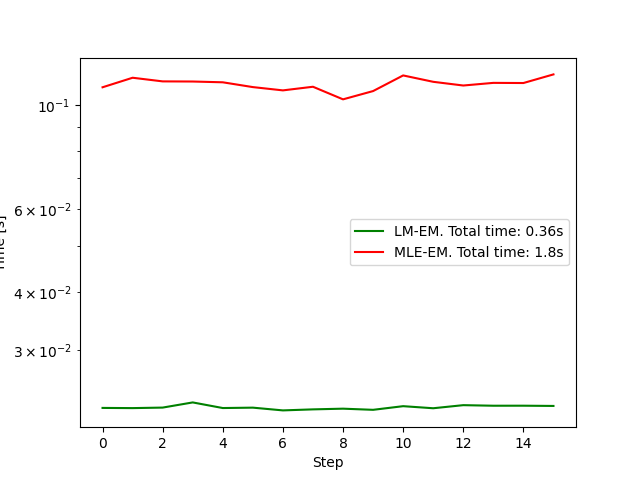 10⁻¹
6 × 10⁻²
4 × 10⁻²
3 × 10⁻²
Time [s]
LM-EM. Total time: 0.36s
MLE-EM. Total time: 1.8s
0 2 4 6 8 10 12 14
Step